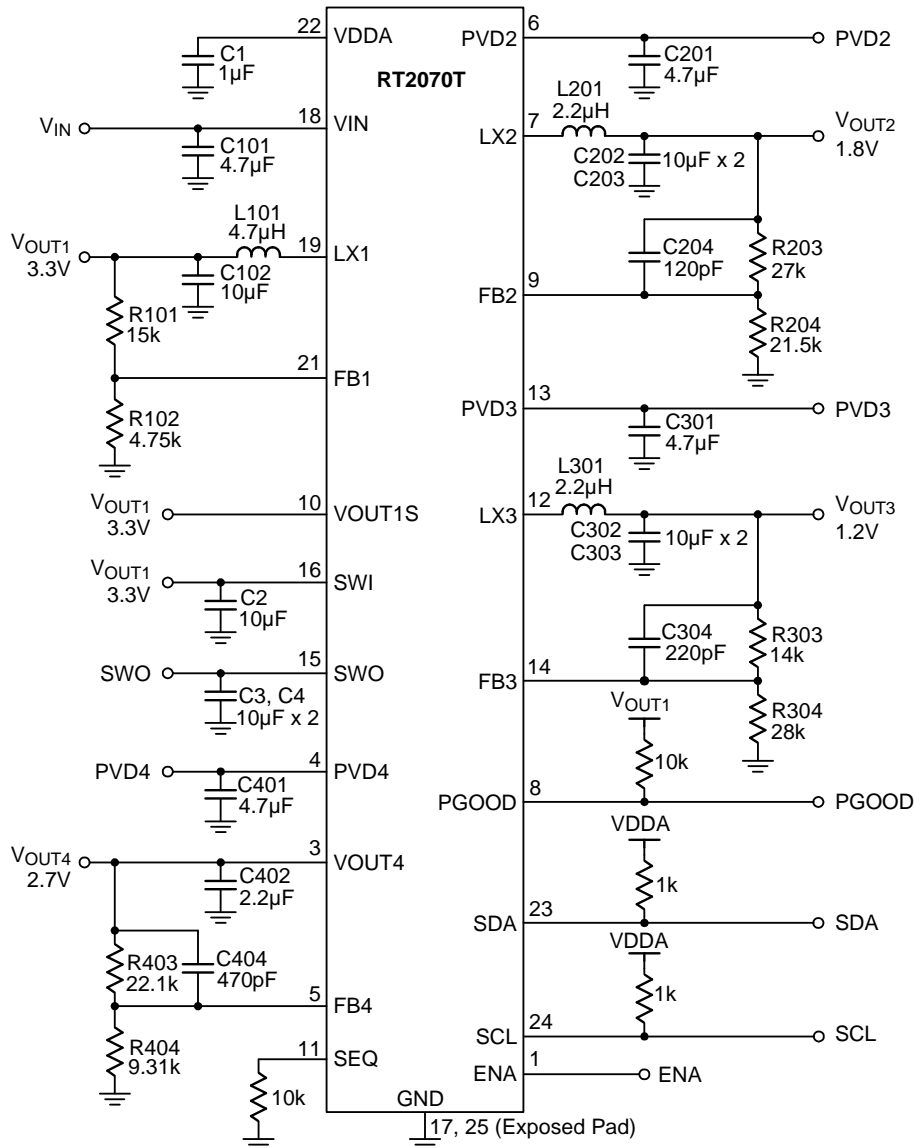 RT2070T
22 VDDA
C1
1µF
VIN
18 VIN
C101
4.7µF
VOUT1
3.3V
L101
4.7µH
19 LX1
C102
10µF
R101
15k
21 FB1
R102
4.75k
VOUT1
3.3V
10 VOUT1S
VOUT1
3.3V
16 SWI
C2
10µF
SWO
15 SWO
C3, C4
10µF x 2
PVD4
4 PVD4
C401
4.7µF
VOUT4
2.7V
3 VOUT4
C402
2.2µF
R403
22.1k
C404
470pF
5 FB4
R404
9.31k
11 SEQ
10k
GND
17, 25 (Exposed Pad)
PVD2 6
PVD2
C201
4.7µF
L201
2.2µH
LX2 7
VOUT2
1.8V
C202
C203
10µF x 2
C204
120pF
R203
27k
FB2 9
R204
21.5k
PVD3 13
PVD3
C301
4.7µF
L301
2.2µH
LX3 12
VOUT3
1.2V
C302
C303
10µF x 2
C304
220pF
R303
14k
FB3 14
R304
28k
VOUT1
10k
PGOOD 8
PGOOD
VDDA
1k
SDA 23
SDA
VDDA
1k
SCL 24
SCL
ENA 1
ENA